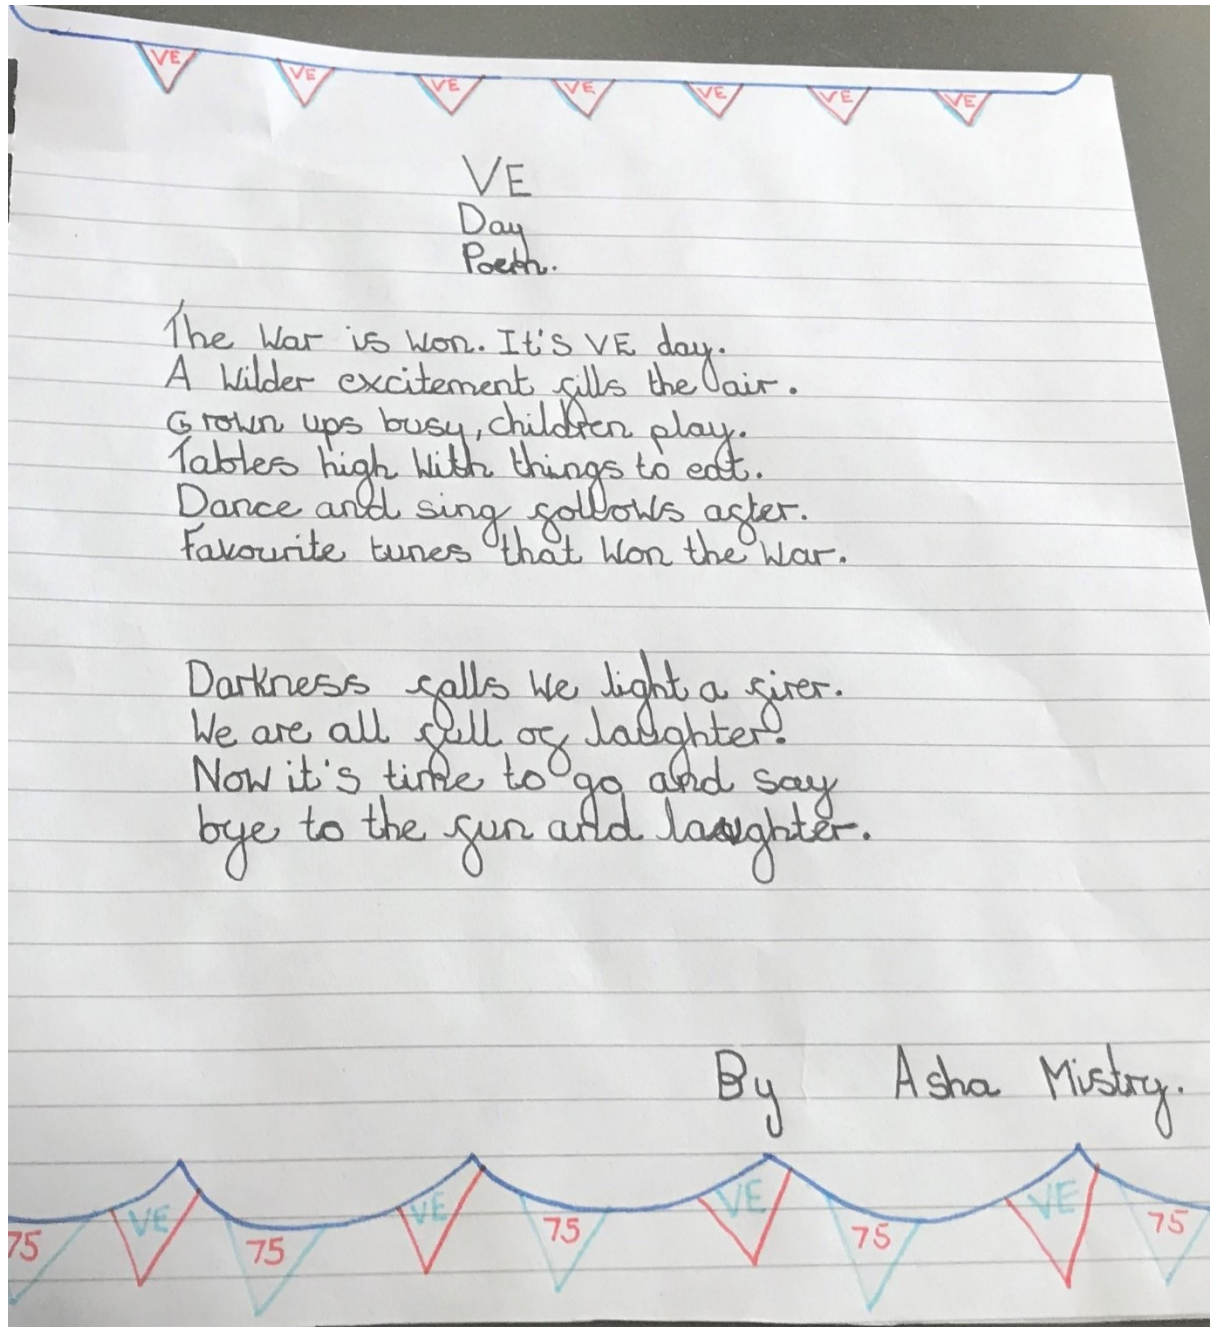 VE VE VE VE VE VE VE
VE
Day
Poem.
The War is won. It's VE day.
A Wilder excitement fills the air.
Grown ups busy, children play.
Tables high With things to eat.
Dance and sing follows after.
Favourite tunes that Won the War.
Darkness falls We light a firer.
We are all full of laughter.
Now it's time to go and say
bye to the fun and laughter.
By Asha Mistry.
75 VE 75 VE 75 VE 75 VE 75